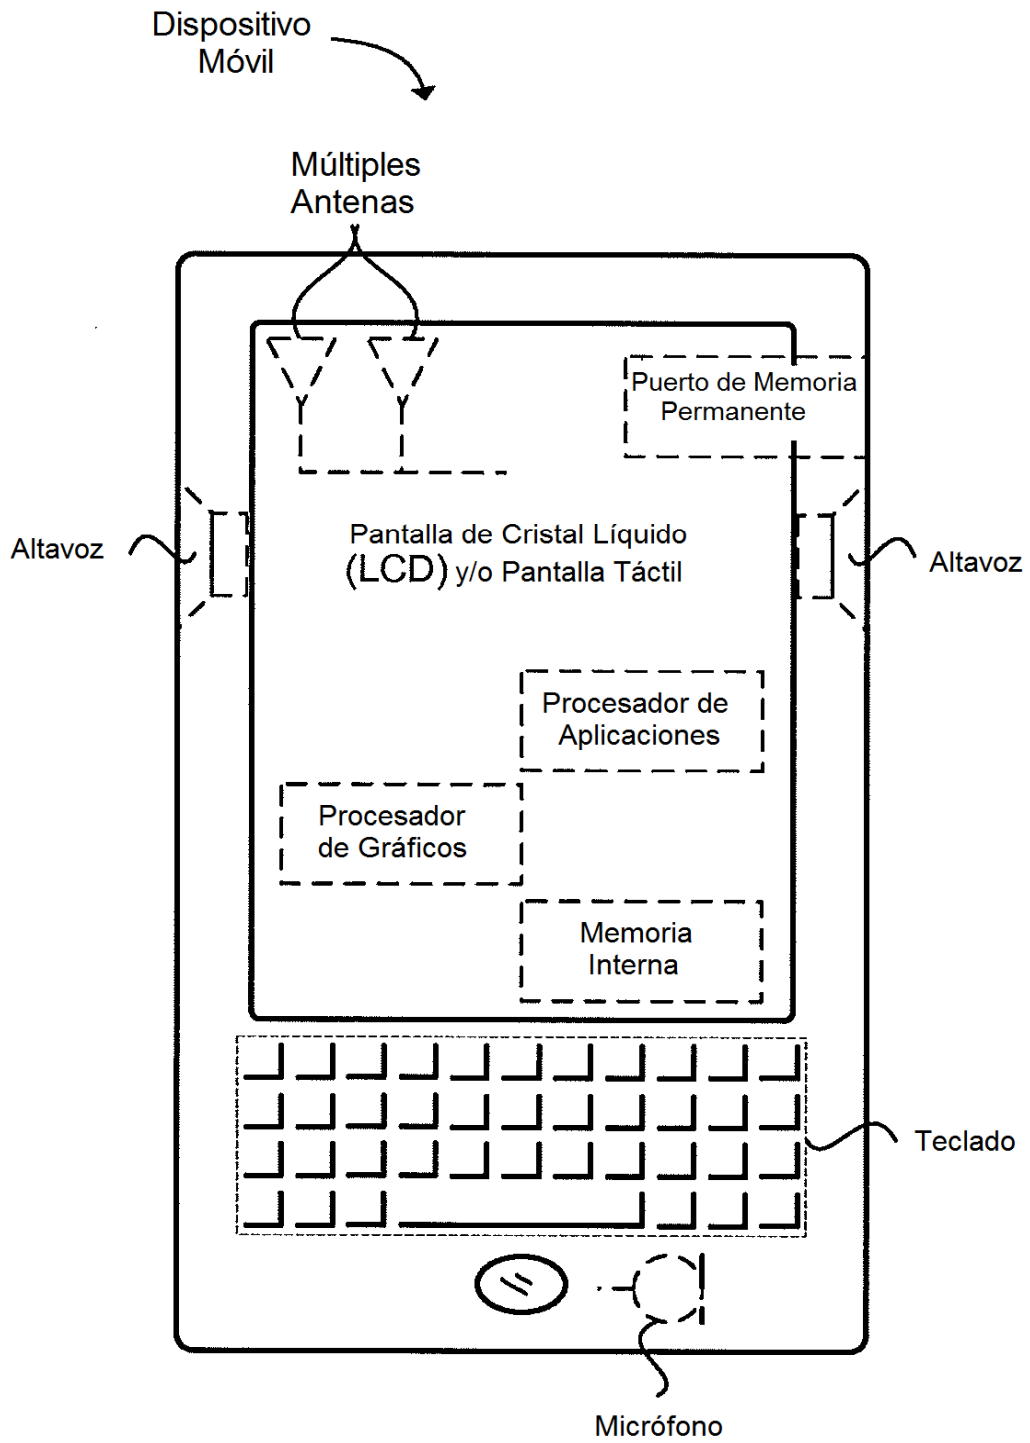 Dispositivo
Móvil
Múltiples
Antenas
Puerto de Memoria
Permanente
Pantalla de Cristal Líquido
(LCD) y/o Pantalla Táctil
Altavoz
Altavoz
Procesador de
Aplicaciones
Procesador
de Gráficos
Memoria
Interna
Teclado
Micrófono